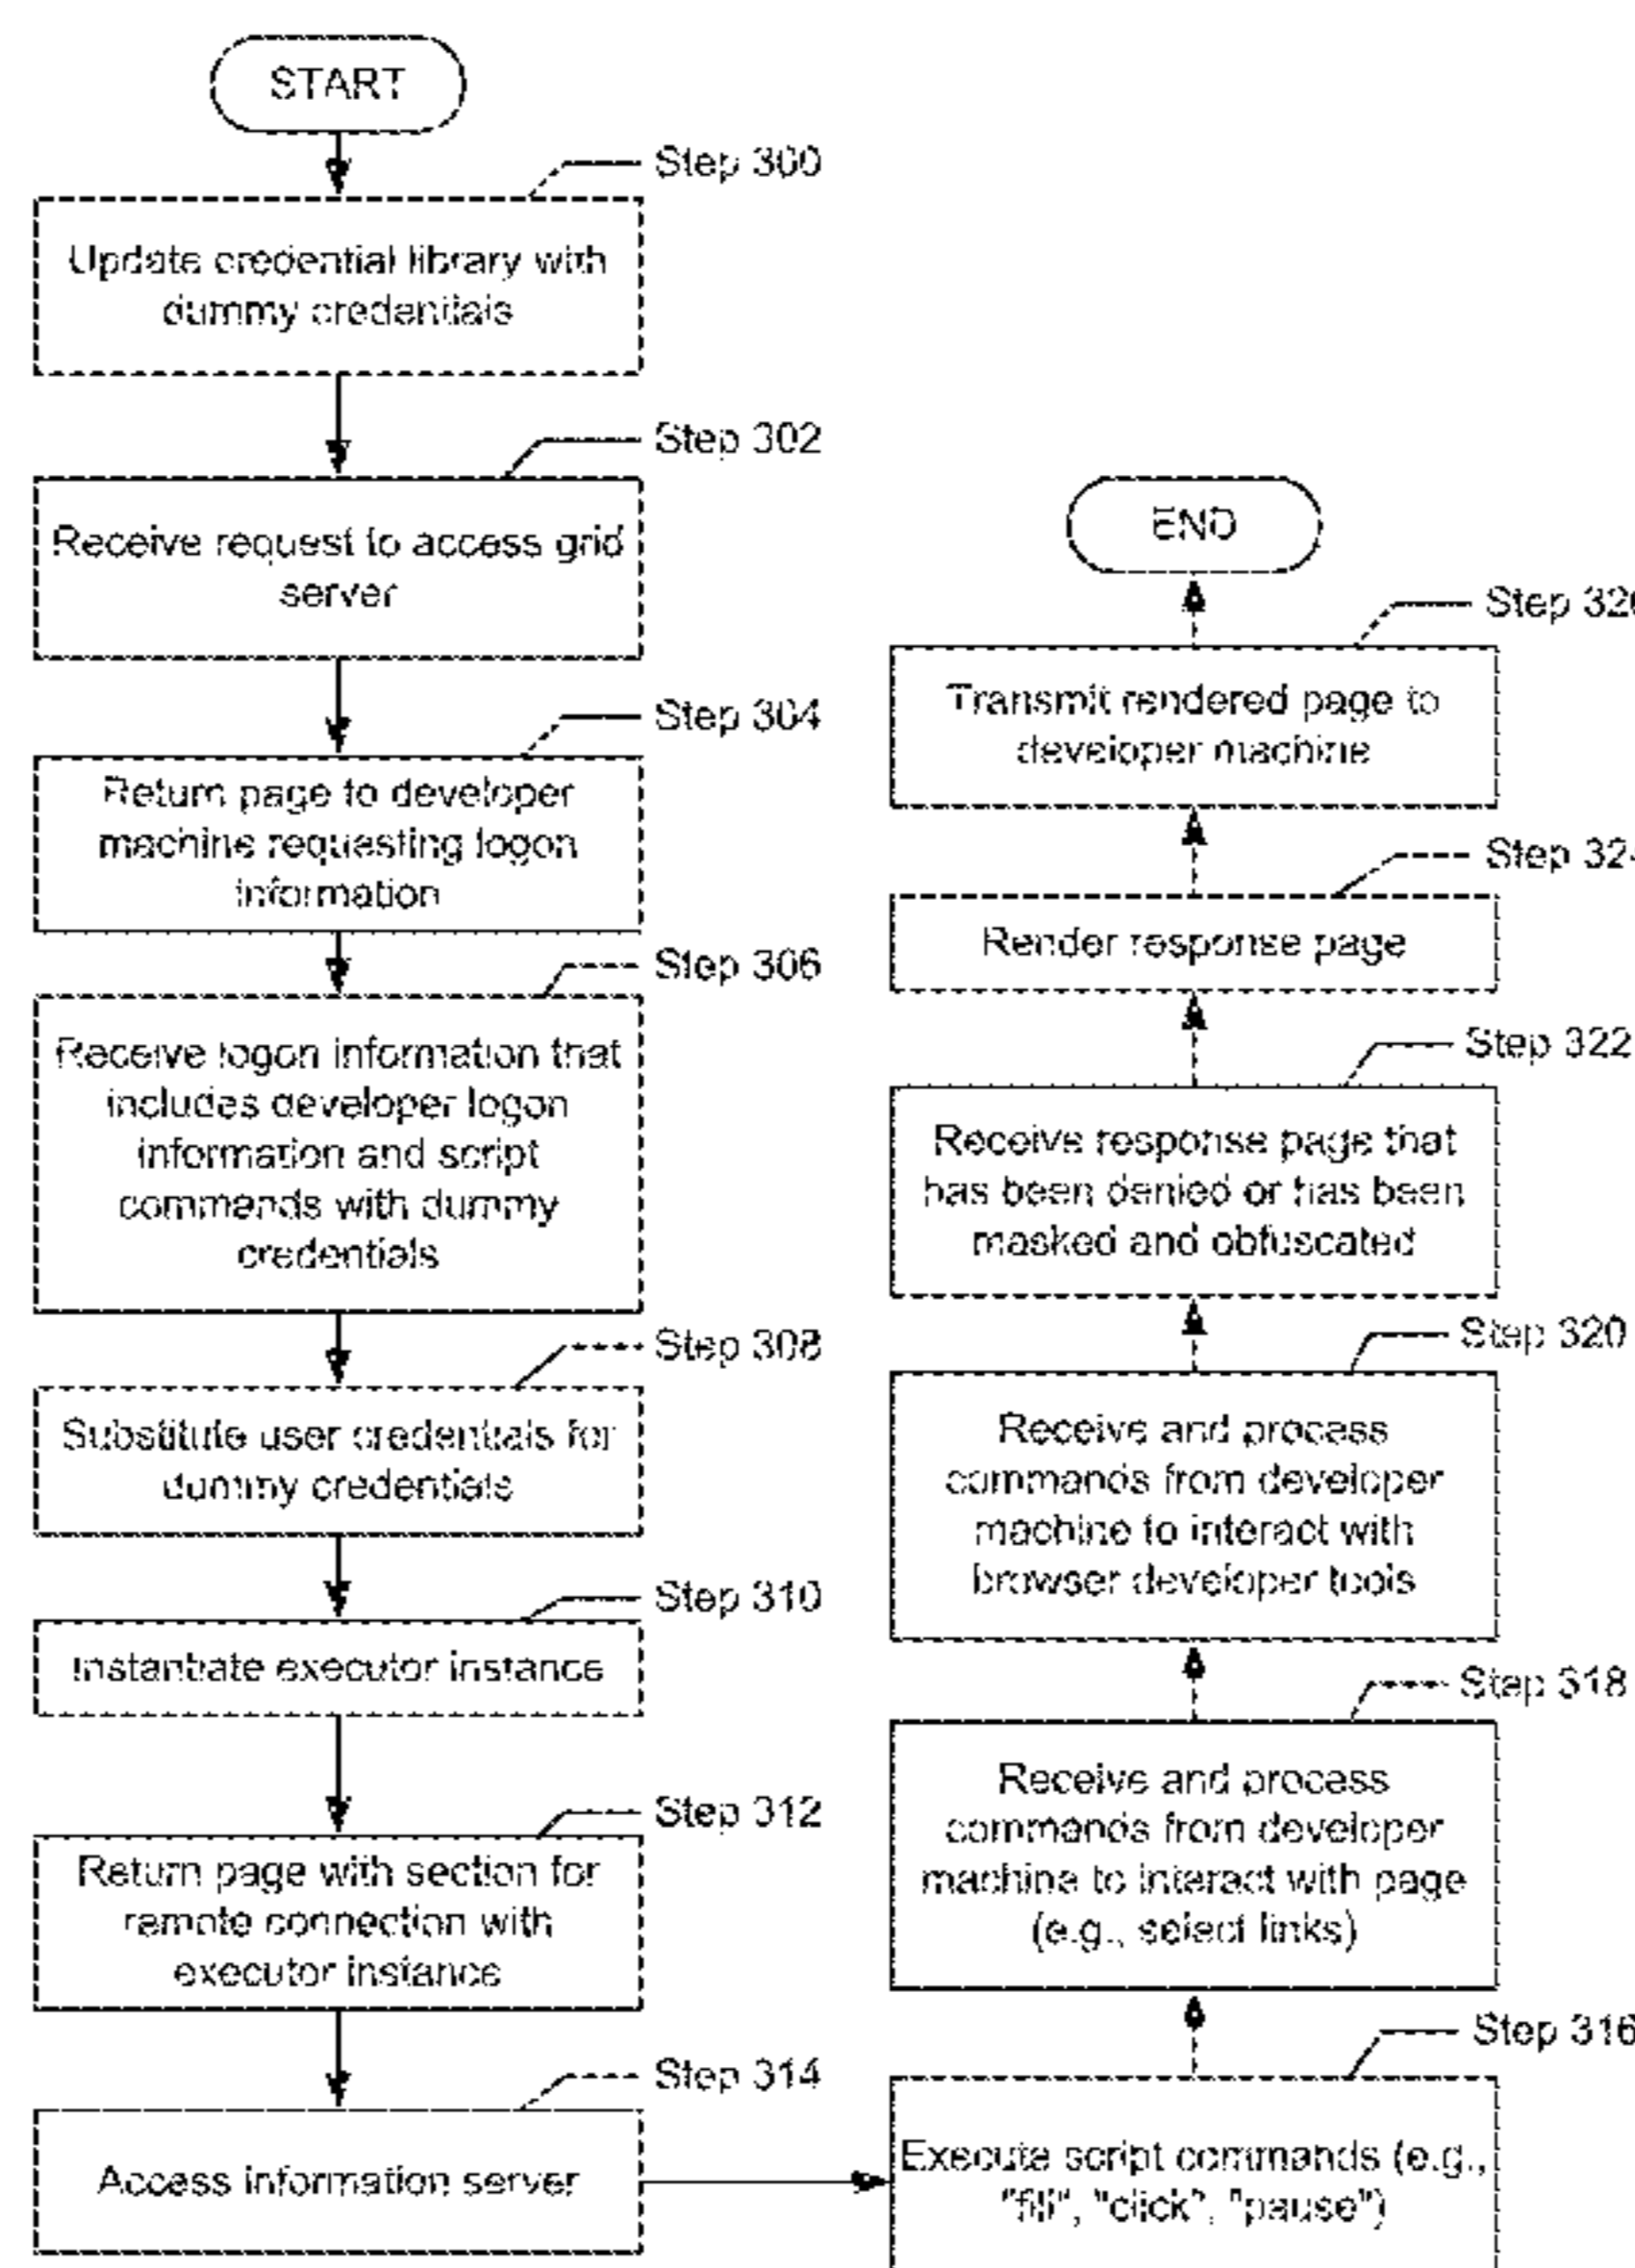 START
Step 300
Update credential library with
dummy credentials
Step 302
Receive request to access grid
server
Step 304
Return page to developer
machine requesting logon
information
Step 306
Receive logon information that
includes developer logon
information and script
commands with dummy
credentials
Step 308
Substitute user credentials for
dummy credentials
Step 310
Instantiate executor instance
Step 312
Return page with section for
remote connection with
executor instance
Step 314
Access information server
Step 316
Execute script commands (e.g.,
"fill", "click", "pause")
Step 318
Receive and process
commands from developer
machine to interact with page
(e.g., select links)
Step 320
Receive and process
commands from developer
machine to interact with
browser developer tools
Step 322
Receive response page that
has been denied or has been
masked and obfuscated
Step
Render response page
Step
Transmit rendered page to
developer machine
END